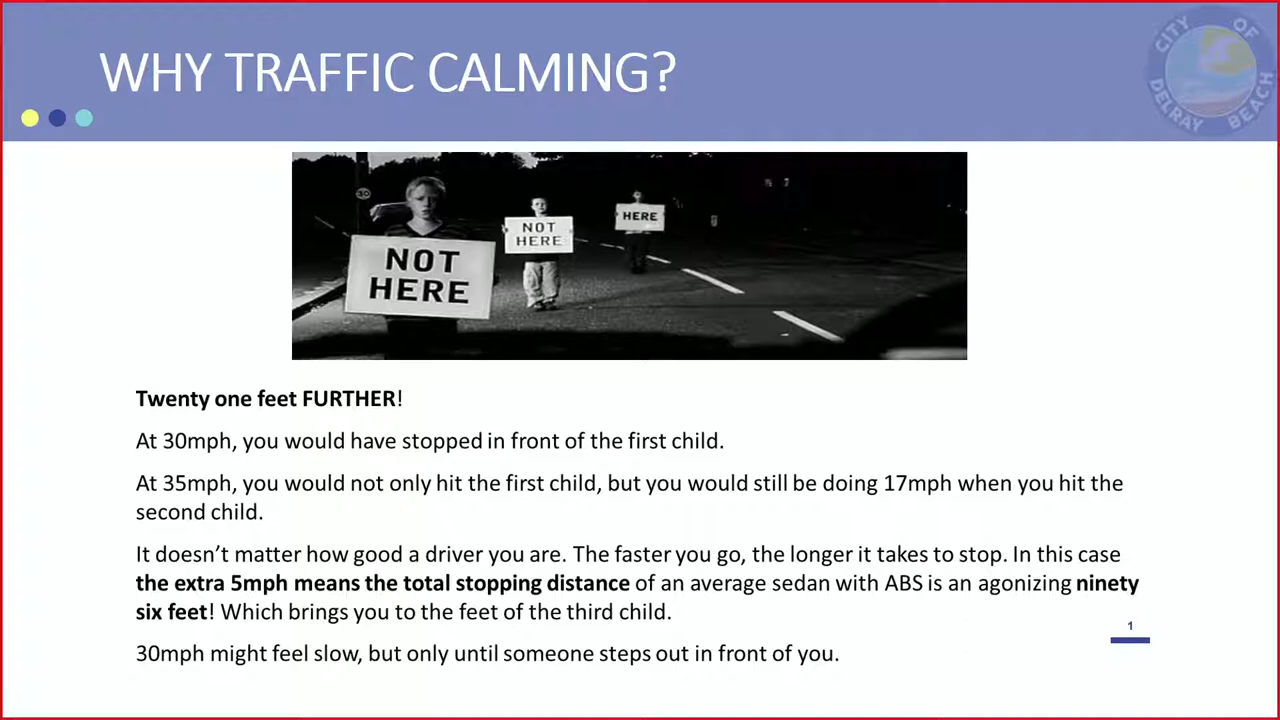 WHY TRAFFIC CALMING?
CITY OF
DELRAY BEACH
30
NOT
HERE
NOT
HERE
HERE
Twenty one feet FURTHER!
At 30mph, you would have stopped in front of the first child.
At 35mph, you would not only hit the first child, but you would still be doing 17mph when you hit the
second child.
It doesn’t matter how good a driver you are. The faster you go, the longer it takes to stop. In this case
the extra 5mph means the total stopping distance of an average sedan with ABS is an agonizing ninety
six feet! Which brings you to the feet of the third child.
1
30mph might feel slow, but only until someone steps out in front of you.